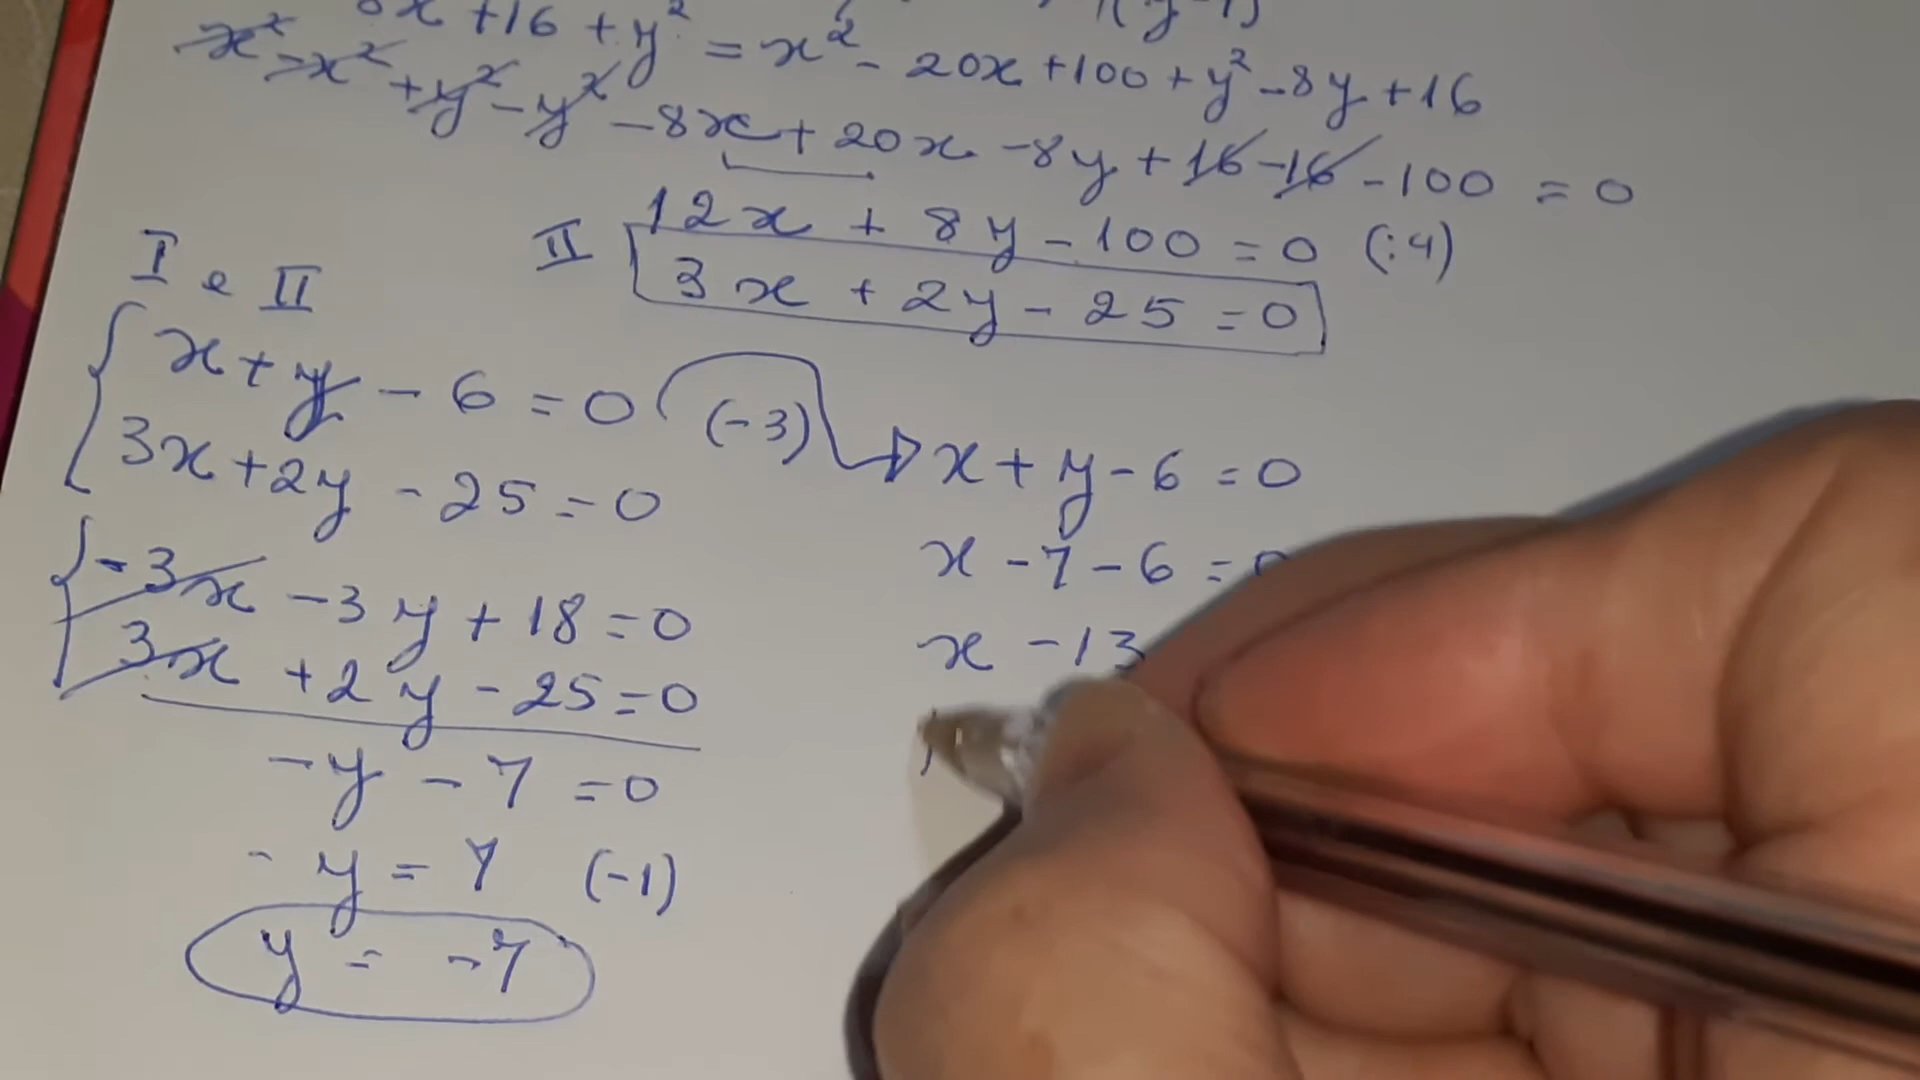 x + 16 + y² = x² - 20x + 100 + y² - 8y + 16
x² - x² + y² - y² - 8x + 20x - 8y + 16 - 16 - 100 = 0
12x + 8y - 100 = 0 (:4)
II 3x + 2y - 25 = 0
I e II
x + y - 6 = 0 (-3)
3x + 2y - 25 = 0
-3x - 3y + 18 = 0
3x + 2y - 25 = 0
-y - 7 = 0
-y = 7 (-1)
y = -7
x + y - 6 = 0
x - 7 - 6 = 0
x - 13